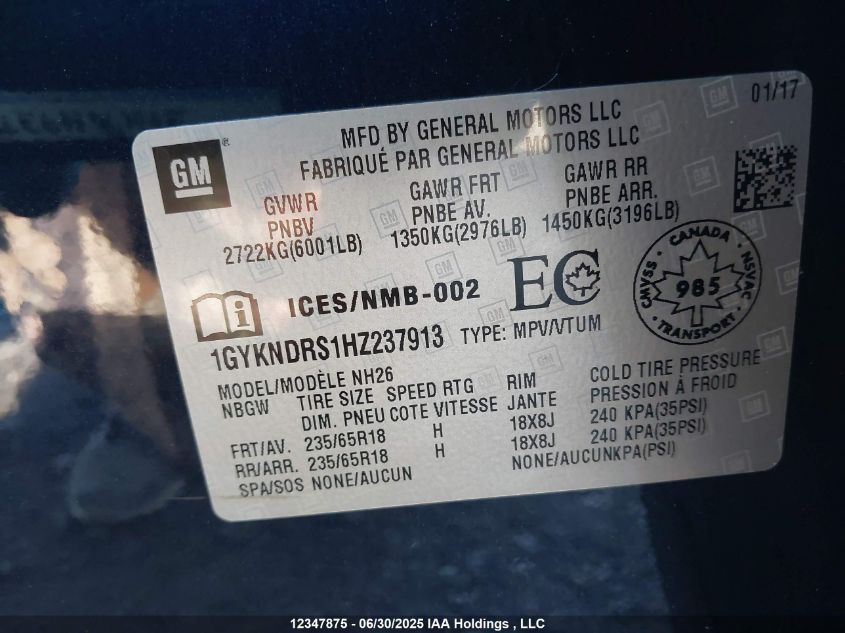 01/17
MFD BY GENERAL MOTORS LLC
FABRIQUÉ PAR GENERAL MOTORS LLC
GM
GVWR GAWR FRT GAWR RR
PNBV PNBE AV. PNBE ARR.
2722KG(6001LB) 1350KG(2976LB) 1450KG(3196LB)
ICES/NMB-002 EC
CANADA
CMVSS NSVAC
985
TRANSPORT
1GYKNDRS1HZ237913 TYPE: MPV/VTUM
MODEL/MODÈLE NH26
NBGW TIRE SIZE SPEED RTG RIM COLD TIRE PRESSURE
DIM. PNEU COTE VITESSE JANTE PRESSION À FROID
FRT/AV. 235/65R18 H 18X8J 240 KPA(35PSI)
RR/ARR. 235/65R18 H 18X8J 240 KPA(35PSI)
SPA/SOS NONE/AUCUN NONE/AUCUNKPA(PSI)
12347875 - 06/30/2025 IAA Holdings , LLC